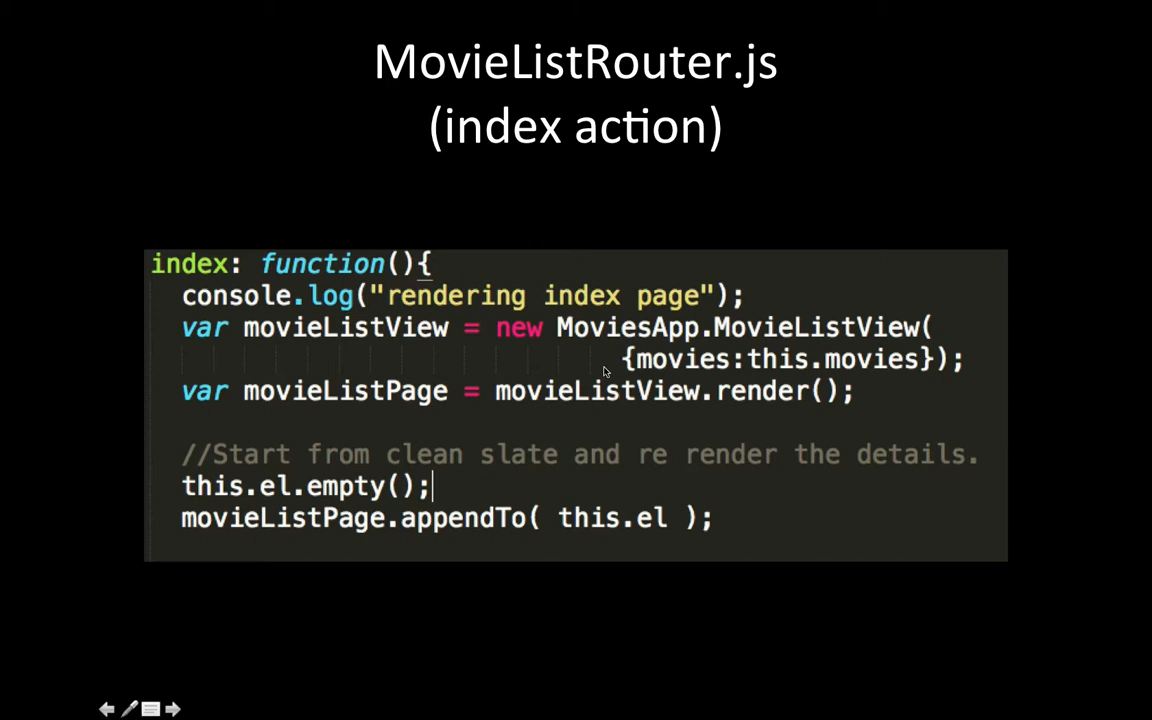 MovieListRouter.js
(index action)
index: function(){
console.log("rendering index page");
var movieListView = new MoviesApp.MovieListView(
{movies:this.movies});
var movieListPage = movieListView.render();
//Start from clean slate and re render the details.
this.el.empty();
movieListPage.appendTo( this.el );